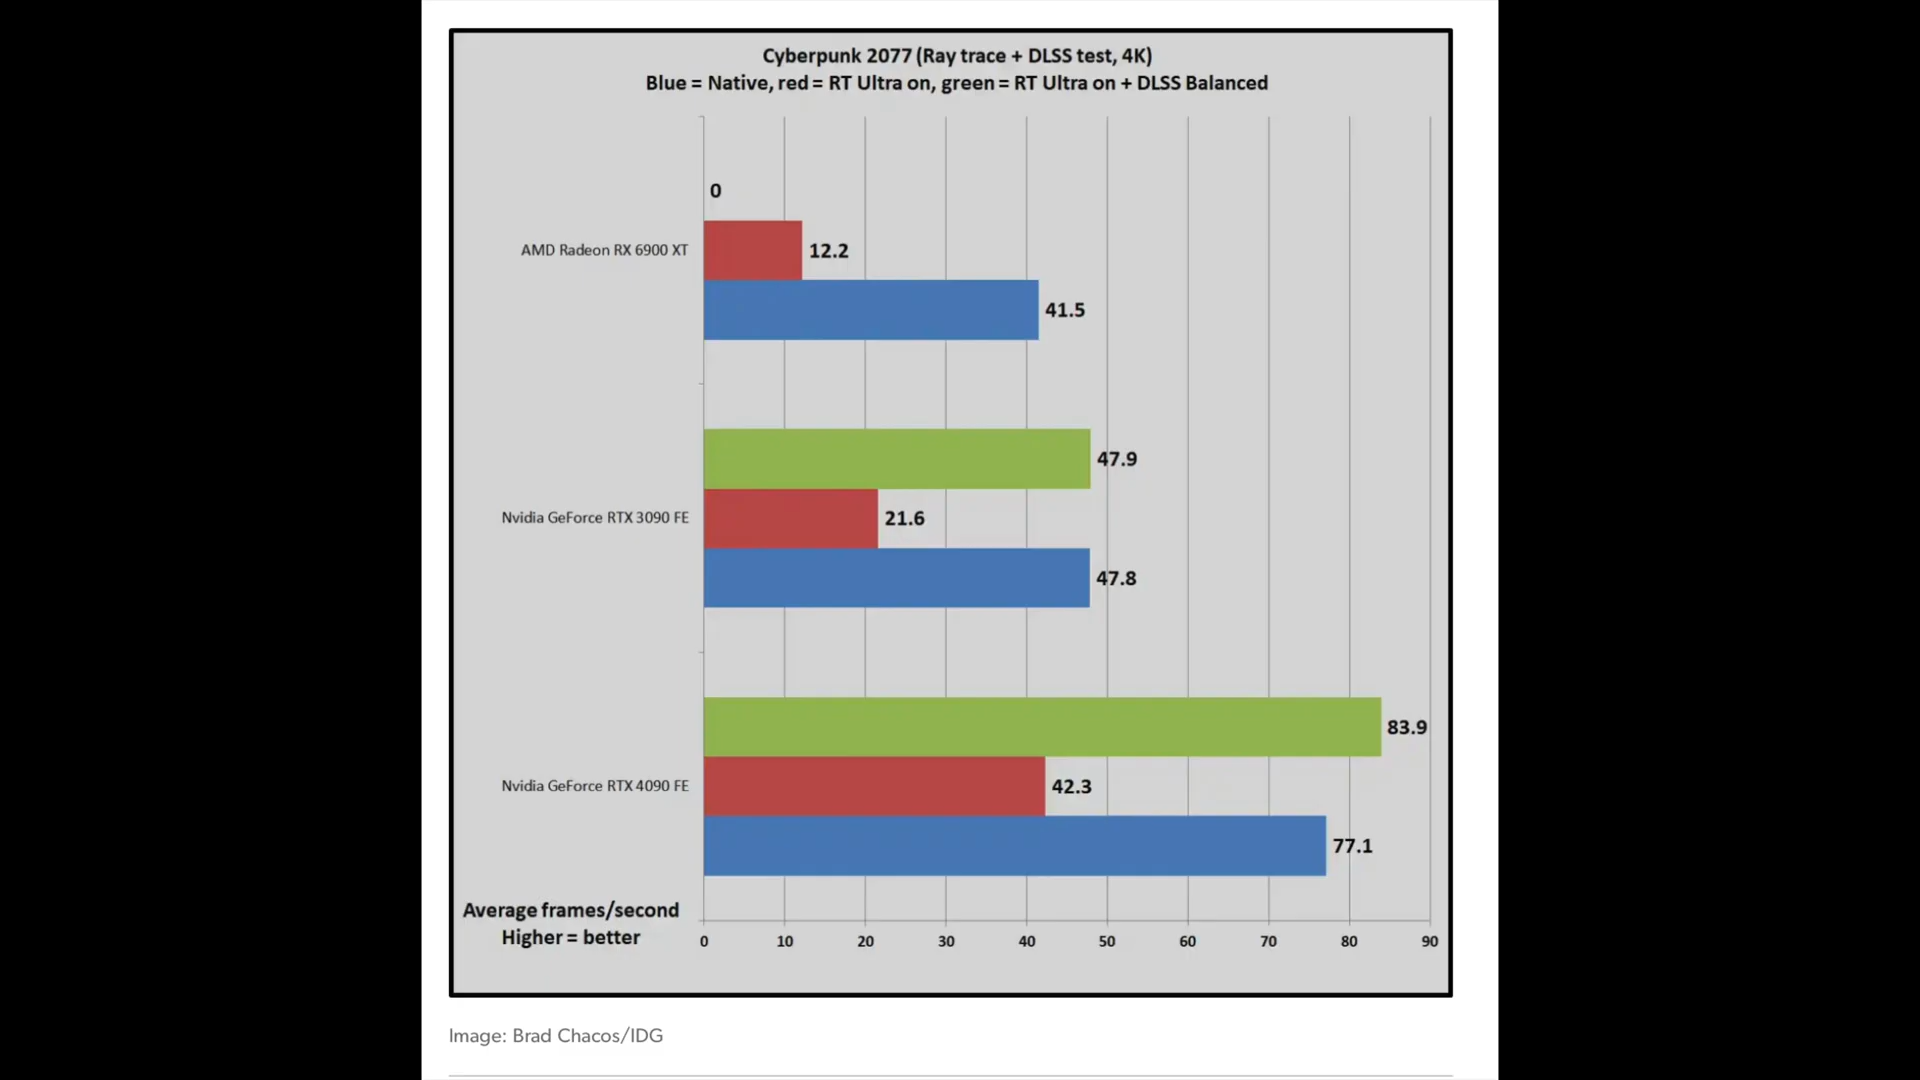 Cyberpunk 2077 (Ray trace + DLSS test, 4K)
Blue = Native, red = RT Ultra on, green = RT Ultra on + DLSS Balanced
0
AMD Radeon RX 6900 XT
12.2
41.5
47.9
Nvidia GeForce RTX 3090 FE
21.6
47.8
83.9
Nvidia GeForce RTX 4090 FE
42.3
77.1
Average frames/second
Higher = better
0 10 20 30 40 50 60 70 80 90
Image: Brad Chacos/IDG